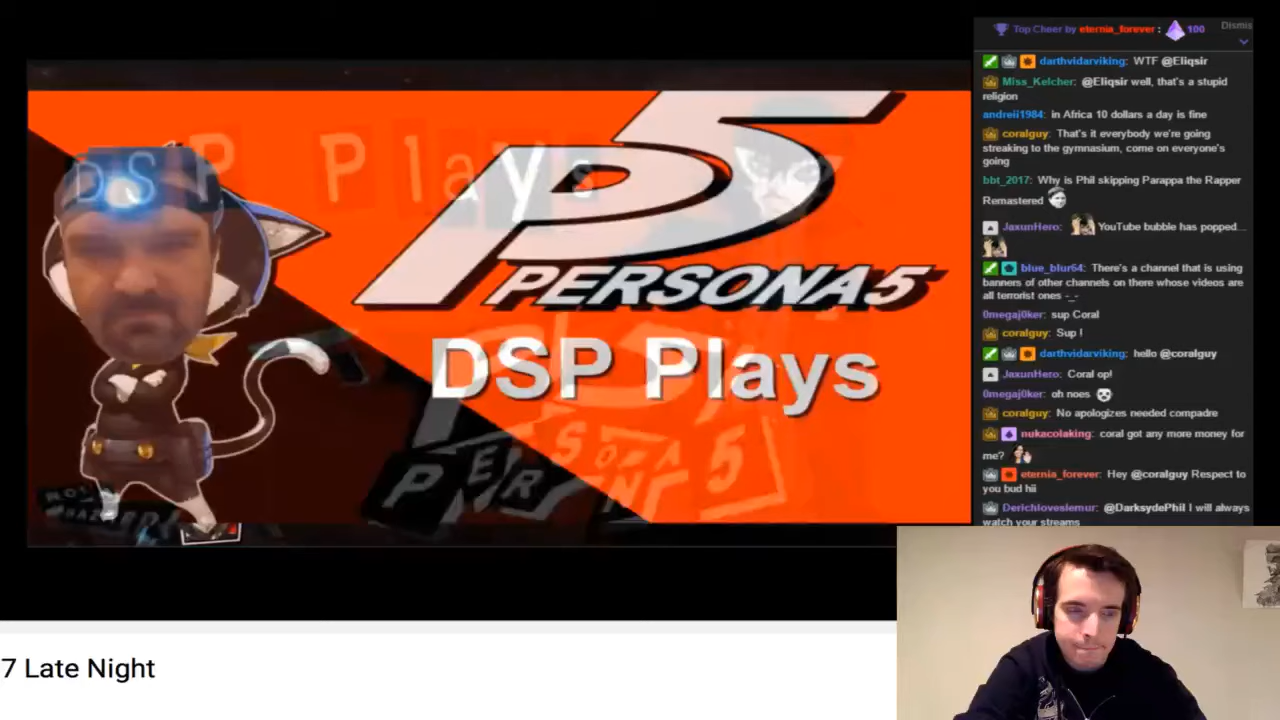 Top Cheer by eternia_forever : 100
Dismis
darthvidarviking: WTF @Eliqsir
Miss_Kelcher: @Eliqsir well, that's a stupid
religion
andreii1984: in Africa 10 dollars a day is fine
coralguy: That's it everybody we're going
streaking to the gymnasium, come on everyone's
going
bbt_2017: Why is Phil skipping Parappa the Rapper
Remastered
JaxunHero: YouTube bubble has popped...
blue_blur64: There's a channel that is using
banners of other channels on there whose videos are
all terrorist ones -_-
0megaj0ker: sup Coral
coralguy: Sup !
darthvidarviking: hello @coralguy
JaxunHero: Coral op!
0megaj0ker: oh noes
coralguy: No apologizes needed compadre
nukacolaking: coral got any more money for
me?
eternia_forever: Hey @coralguy Respect to
you bud hii
Derichloveslemur: @DarksydePhil I will always
watch your streams
DSP Plays
P5
PERSONA5
DSP Plays
PERSONA 5
7 Late Night